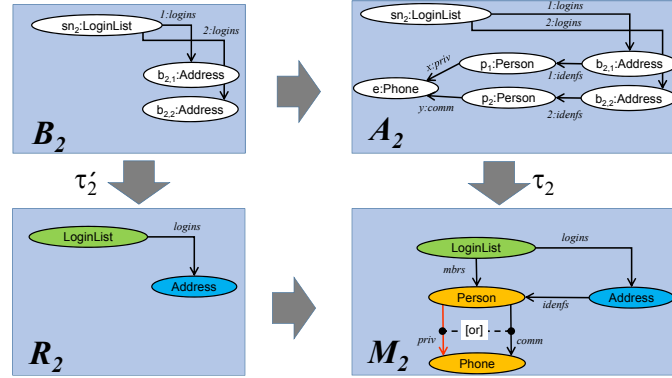 sn₂:LoginList
1:logins
2:logins
b₂,₁:Address
b₂,₂:Address
B₂
sn₂:LoginList
1:logins
2:logins
x:priv
p₁:Person
b₂,₁:Address
1:idenfs
e:Phone
p₂:Person
b₂,₂:Address
y:comm
2:idenfs
A₂
τ₂′
τ₂
LoginList
logins
Address
R₂
LoginList
logins
mbrs
Person
idenfs
Address
[or]
priv
comm
Phone
M₂